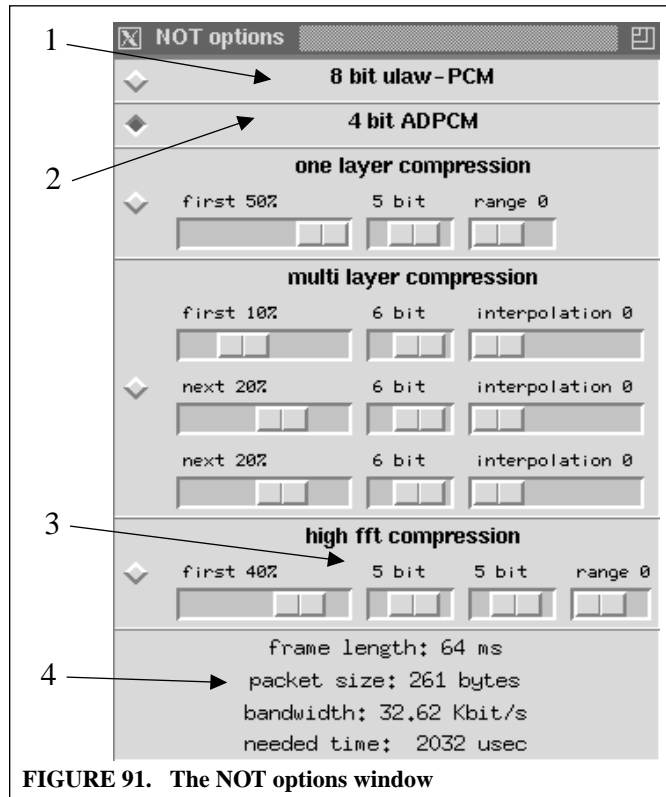 NOT options
1
8 bit ulaw-PCM
4 bit ADPCM
2
one layer compression
first 50% 5 bit range 0
multi layer compression
first 10% 6 bit interpolation 0
next 20% 6 bit interpolation 0
next 20% 6 bit interpolation 0
3
high fft compression
first 40% 5 bit 5 bit range 0
frame length: 64 ms
4
packet size: 261 bytes
bandwidth: 32.62 Kbit/s
needed time: 2032 usec
FIGURE 91. The NOT options window